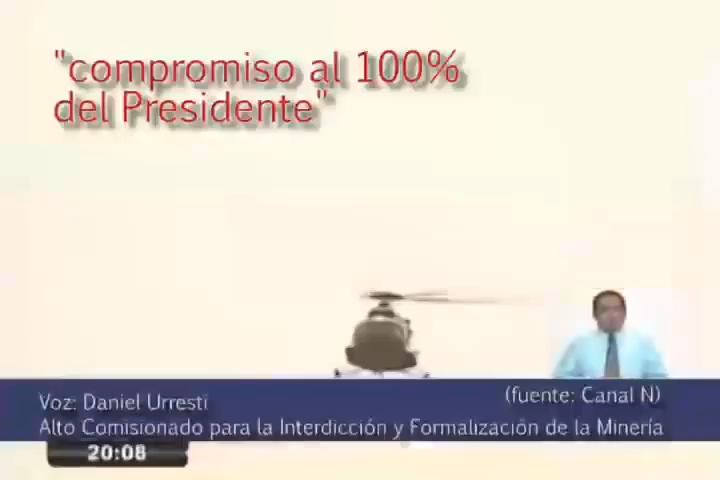 "compromiso al 100%
del Presidente"
Voz: Daniel Urresti
(fuente: Canal N)
Alto Comisionado para la Interdicción y Formalización de la Minería
20:08